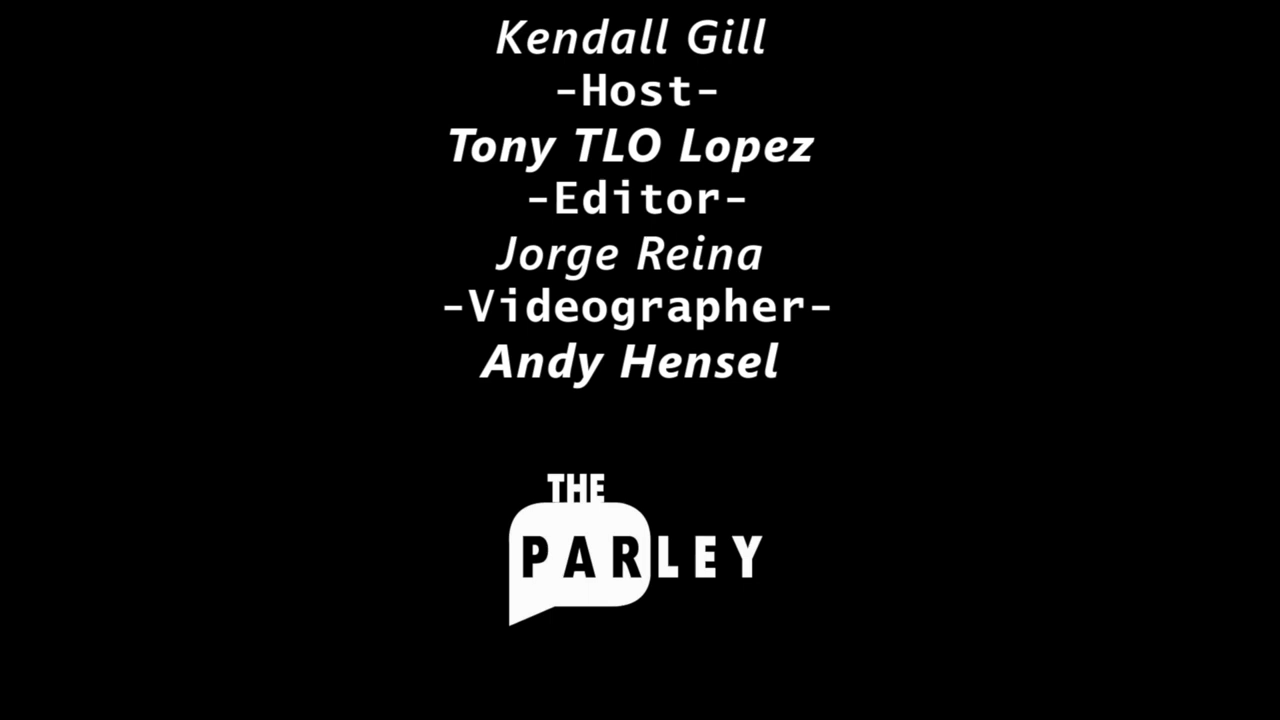 Kendall Gill
-Host-
Tony TLO Lopez
-Editor-
Jorge Reina
-Videographer-
Andy Hensel
THE
PARLEY